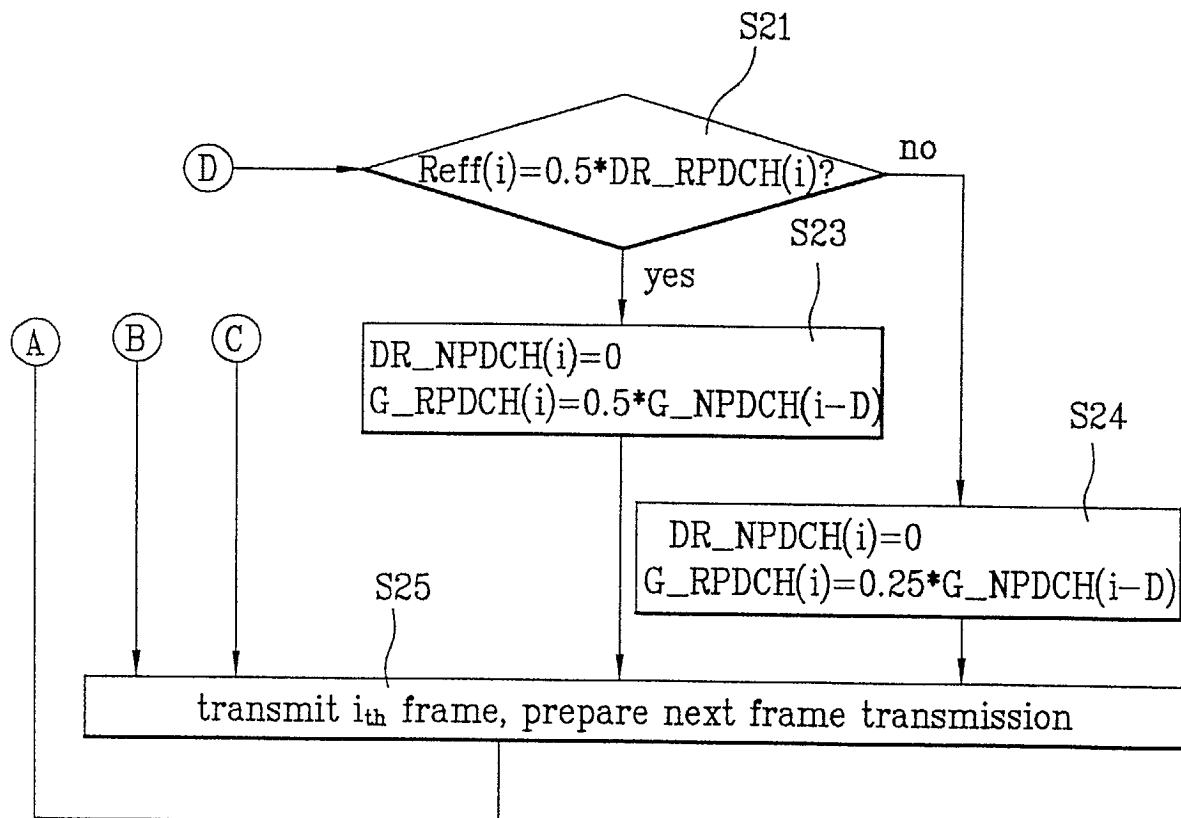 S21
D
Reff(i)=0.5*DR_RPDCH(i)?
no
S23
yes
A
B
C
DR_NPDCH(i)=0
G_RPDCH(i)=0.5*G_NPDCH(i-D)
S24
DR_NPDCH(i)=0
G_RPDCH(i)=0.25*G_NPDCH(i-D)
S25
transmit ith frame, prepare next frame transmission